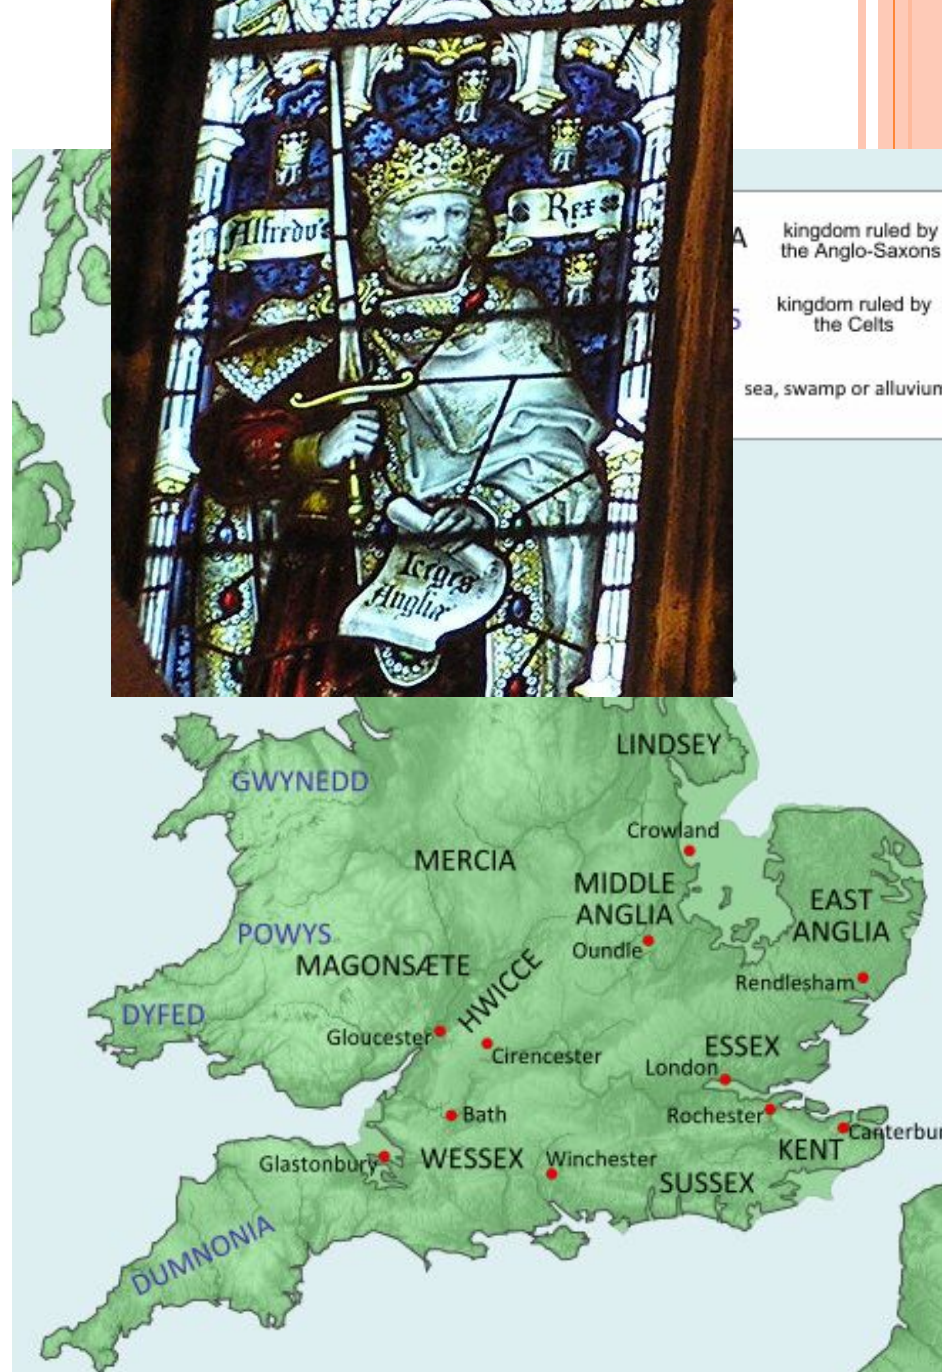 Alfredus
Rex
Leges
Angliæ
A
kingdom ruled by
the Anglo-Saxons
S
kingdom ruled by
the Celts
sea, swamp or alluvium
LINDSEY
GWYNEDD
Crowland
MERCIA
MIDDLE
ANGLIA
EAST
ANGLIA
POWYS
Oundle
MAGONSÆTE
HWICCE
Rendlesham
DYFED
Gloucester
Cirencester
ESSEX
London
Bath
Rochester
Canterbur
KENT
Glastonbury
WESSEX
Winchester
SUSSEX
DUMNONIA